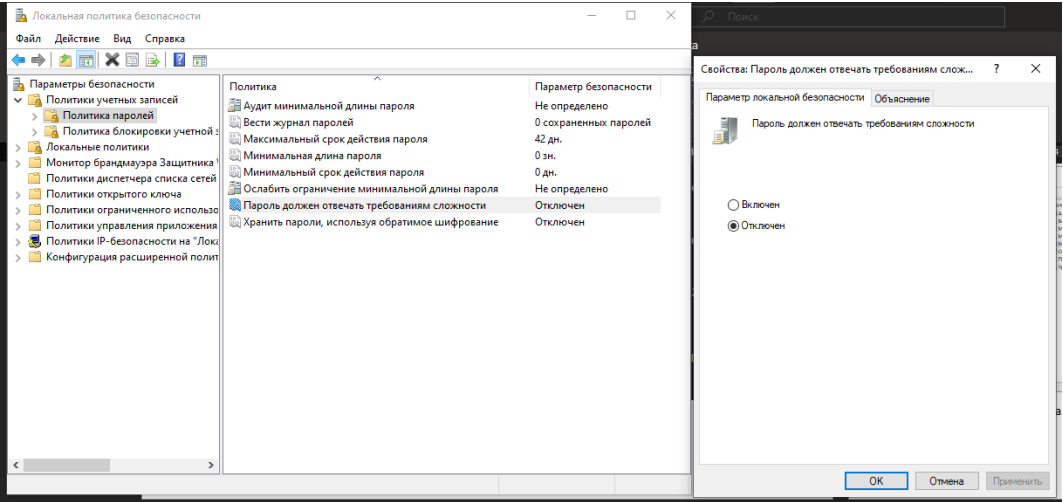 Локальная политика безопасности
Файл Действие Вид Справка
Параметры безопасности
Политики учетных записей
Политика паролей
Политика блокировки учетной з
Локальные политики
Монитор брандмауэра Защитника
Политики диспетчера списка сетей
Политики открытого ключа
Политики ограниченного использо
Политики управления приложения
Политики IP-безопасности на "Лока
Конфигурация расширенной полит
Политика Параметр безопасности
Аудит минимальной длины пароля Не определено
Вести журнал паролей 0 сохраненных паролей
Максимальный срок действия пароля 42 дн.
Минимальная длина пароля 0 зн.
Минимальный срок действия пароля 0 дн.
Ослабить ограничение минимальной длины пароля Не определено
Пароль должен отвечать требованиям сложности Отключен
Хранить пароли, используя обратимое шифрование Отключен
Поиск
Свойства: Пароль должен отвечать требованиям слож... ?
Параметр локальной безопасности Объяснение
Пароль должен отвечать требованиям сложности
Включен
Отключен
OK Отмена Применить